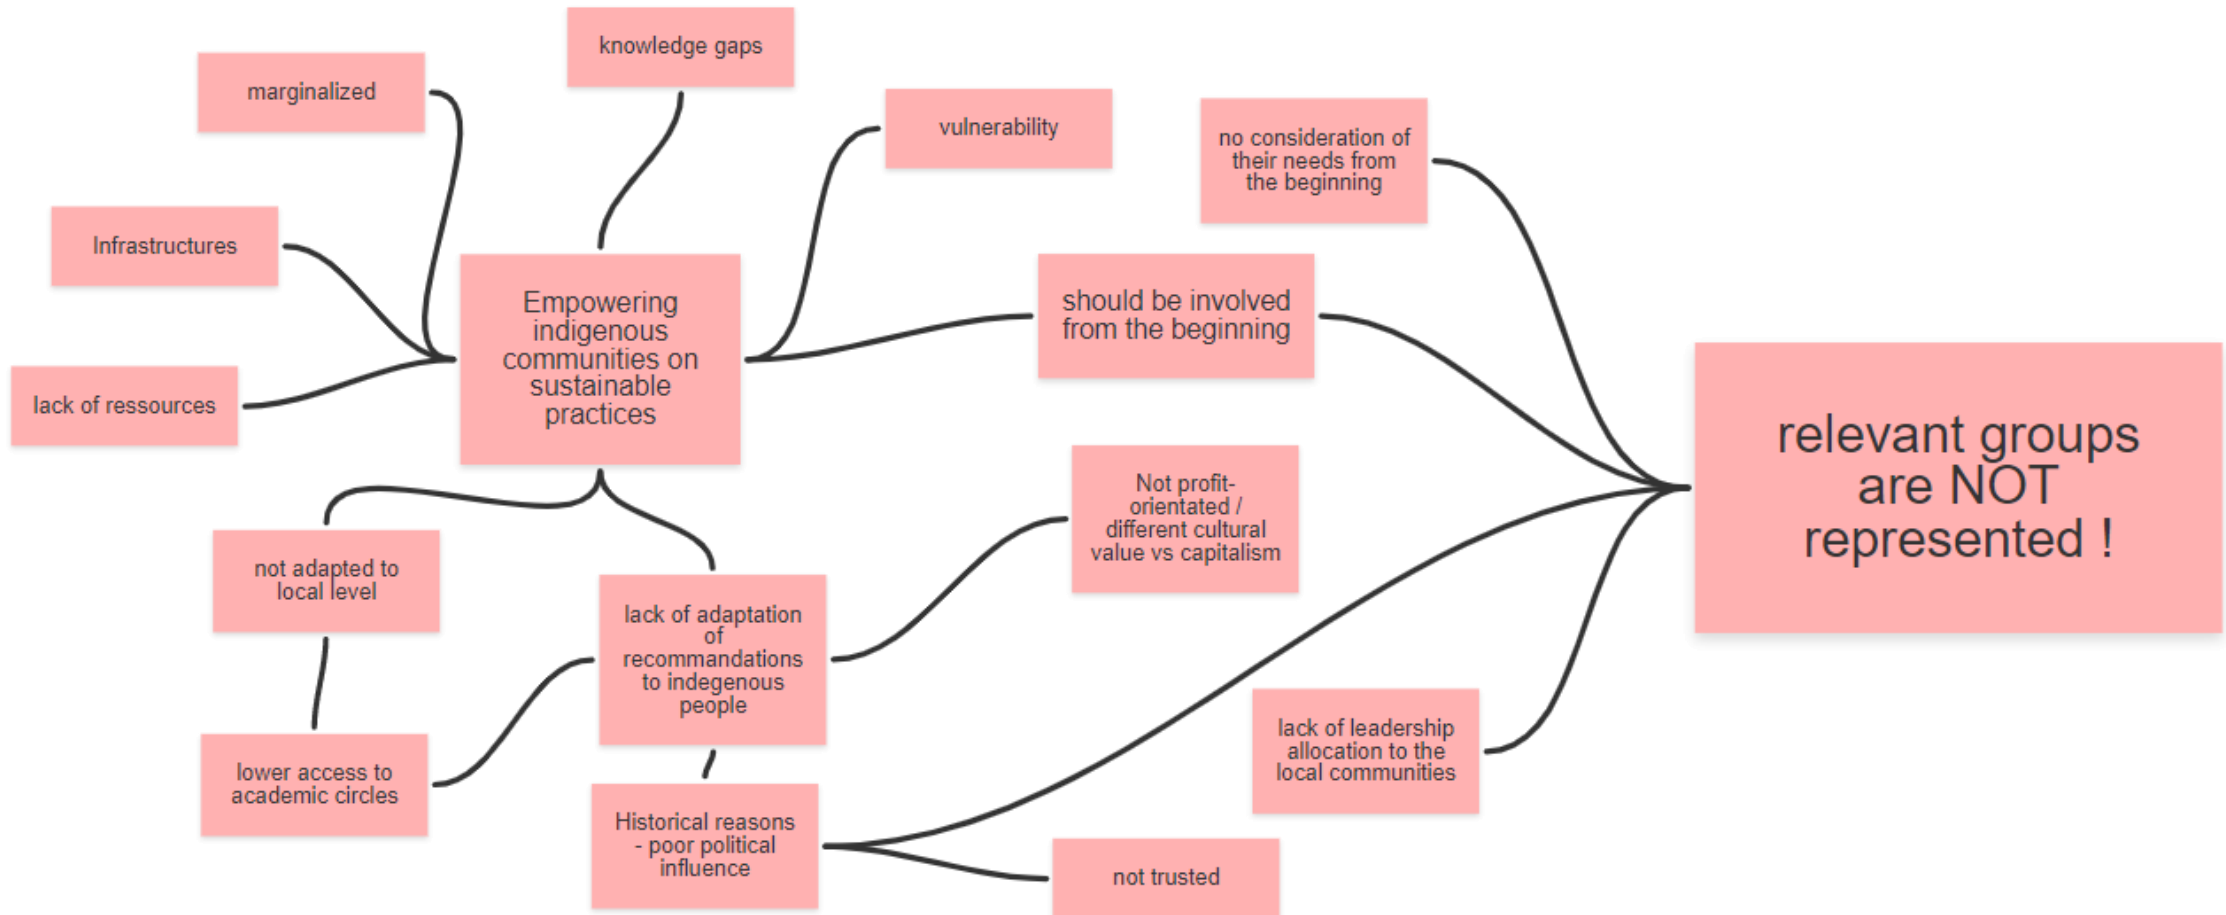 knowledge gaps
marginalized
vulnerability
no consideration of
their needs from
the beginning
Infrastructures
Empowering
indigenous
communities on
sustainable
practices
should be involved
from the beginning
lack of ressources
relevant groups
are NOT
represented !
Not profit-
orientated /
different cultural
value vs capitalism
not adapted to
local level
lack of adaptation
of
recommandations
to indegenous
people
lack of leadership
allocation to the
local communities
lower access to
academic circles
Historical reasons
- poor political
influence
not trusted